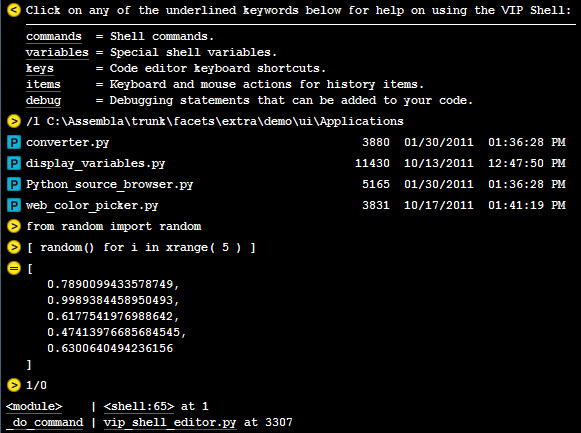 < Click on any of the underlined keywords below for help on using the VIP Shell:
commands = Shell commands.
variables = Special shell variables.
keys = Code editor keyboard shortcuts.
items = Keyboard and mouse actions for history items.
debug = Debugging statements that can be added to your code.
> /l C:\Assembla\trunk\facets\extra\demo\ui\Applications
P converter.py 3880 01/30/2011 01:36:28 PM
P display_variables.py 11430 10/13/2011 12:47:50 PM
P Python_source_browser.py 5165 01/30/2011 01:36:28 PM
P web_color_picker.py 3831 10/17/2011 01:41:19 PM
> from random import random
> [ random() for i in xrange( 5 ) ]
= [
0.7890099433578749,
0.9989384458950493,
0.6177541976988642,
0.47413976685684545,
0.6300640494236156
]
> 1/0
<module> | <shell:65> at 1
_do_command | vip_shell_editor.py at 3307